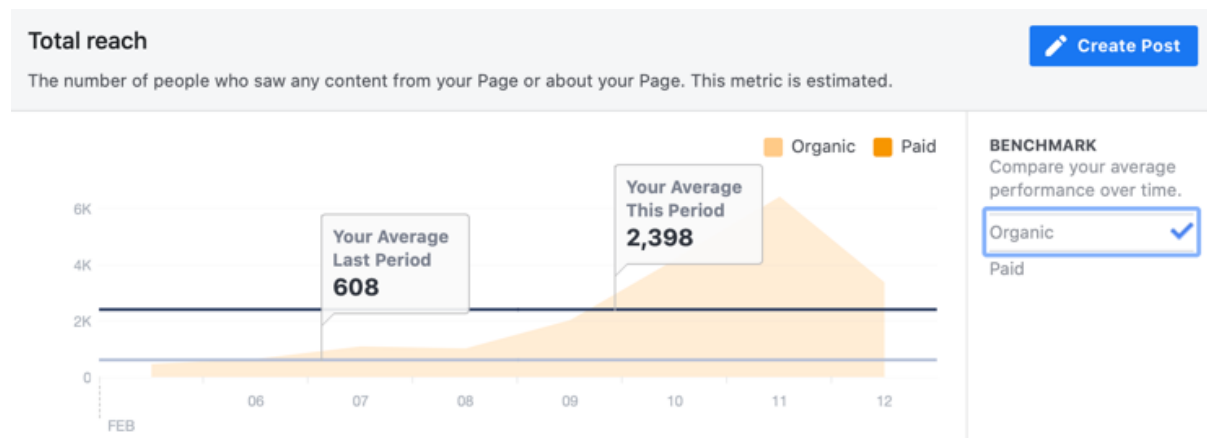 Total reach
Create Post
The number of people who saw any content from your Page or about your Page. This metric is estimated.
Organic
Paid
BENCHMARK
Compare your average
performance over time.
Organic
Paid
Your Average
This Period
2,398
Your Average
Last Period
608
6K
4K
2K
0
06 07 08 09 10 11 12
FEB